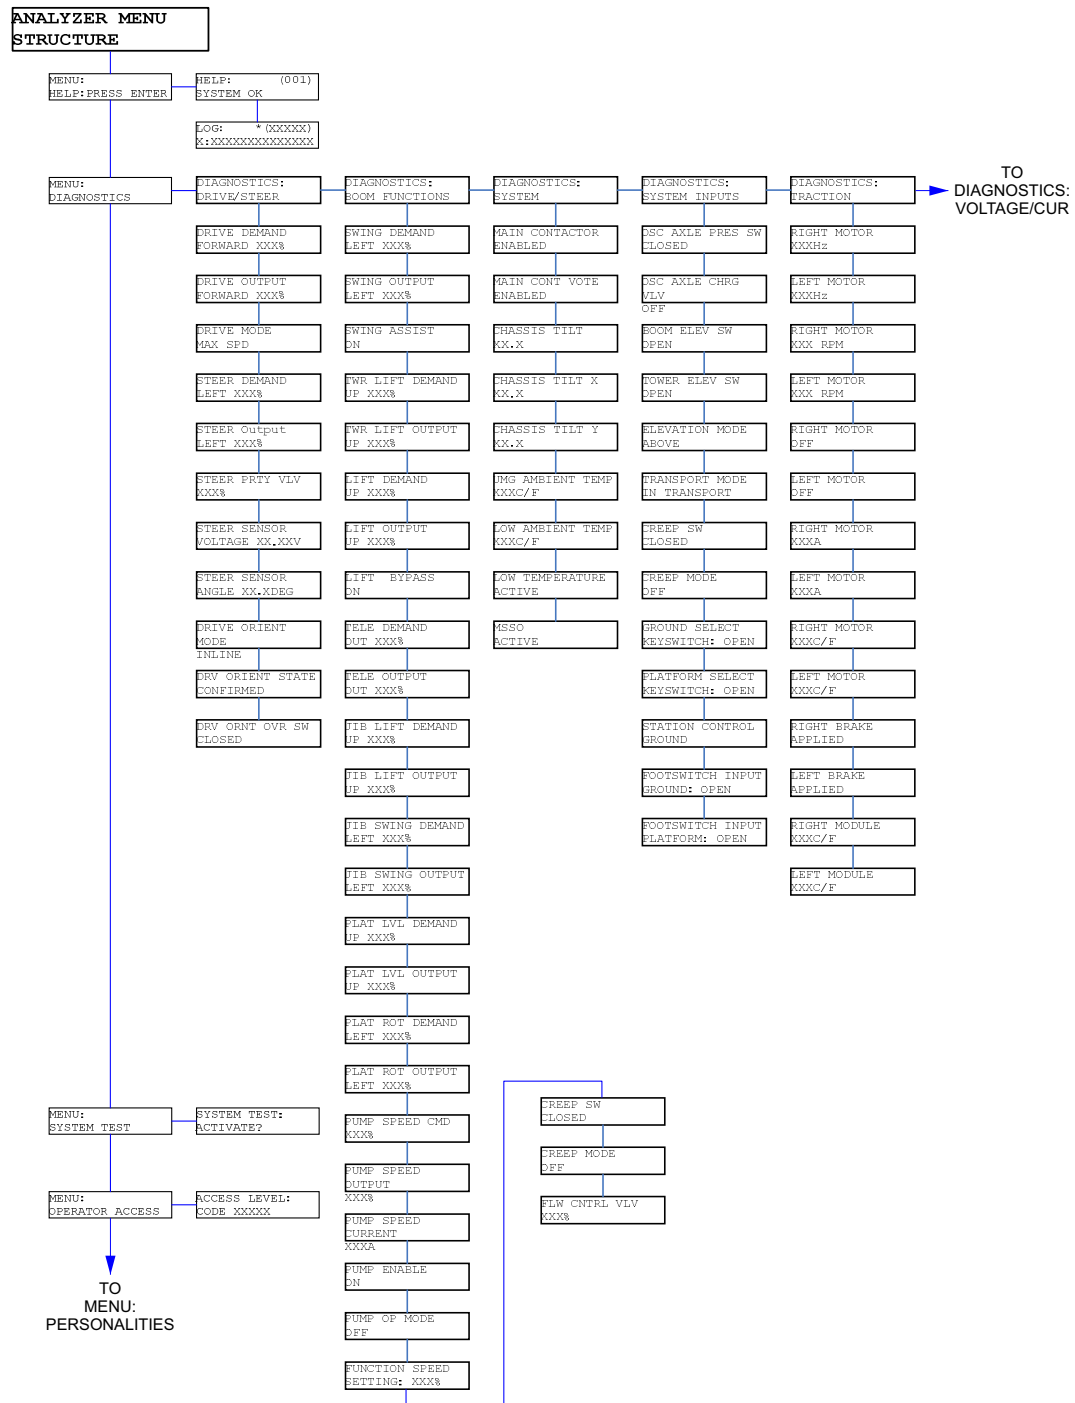 ANALYZER MENU
STRUCTURE
MENU:
HELP:PRESS ENTER
HELP: (001)
SYSTEM OK
LOG: *(XXXXX)
X:XXXXXXXXXXXXXX
MENU:
DIAGNOSTICS
DIAGNOSTICS:
DRIVE/STEER
DRIVE DEMAND
FORWARD XXX%
DRIVE OUTPUT
FORWARD XXX%
DRIVE MODE
MAX SPD
STEER DEMAND
LEFT XXX%
STEER Output
LEFT XXX%
STEER PRTY VLV
XXX%
STEER SENSOR
VOLTAGE XX.XXV
STEER SENSOR
ANGLE XX.XDEG
DRIVE ORIENT
MODE
INLINE
DRV ORIENT STATE
CONFIRMED
DRV ORNT OVR SW
CLOSED
DIAGNOSTICS:
BOOM FUNCTIONS
SWING DEMAND
LEFT XXX%
SWING OUTPUT
LEFT XXX%
SWING ASSIST
ON
TWR LIFT DEMAND
UP XXX%
TWR LIFT OUTPUT
UP XXX%
LIFT DEMAND
UP XXX%
LIFT OUTPUT
UP XXX%
LIFT BYPASS
ON
TELE DEMAND
OUT XXX%
TELE OUTPUT
OUT XXX%
JIB LIFT DEMAND
UP XXX%
JIB LIFT OUTPUT
UP XXX%
JIB SWING DEMAND
LEFT XXX%
JIB SWING OUTPUT
LEFT XXX%
PLAT LVL DEMAND
UP XXX%
PLAT LVL OUTPUT
UP XXX%
PLAT ROT DEMAND
LEFT XXX%
PLAT ROT OUTPUT
LEFT XXX%
PUMP SPEED CMD
XXX%
PUMP SPEED
OUTPUT
XXX%
PUMP SPEED
CURRENT
XXXA
PUMP ENABLE
ON
PUMP OP MODE
OFF
FUNCTION SPEED
SETTING: XXX%
CREEP SW
CLOSED
CREEP MODE
OFF
FLW CNTRL VLV
XXX%
DIAGNOSTICS:
SYSTEM
MAIN CONTACTOR
ENABLED
MAIN CONT VOTE
ENABLED
CHASSIS TILT
XX.X
CHASSIS TILT X
XX.X
CHASSIS TILT Y
XX.X
UMG AMBIENT TEMP
XXXC/F
LOW AMBIENT TEMP
XXXC/F
LOW TEMPERATURE
ACTIVE
MSSO
ACTIVE
DIAGNOSTICS:
SYSTEM INPUTS
OSC AXLE PRES SW
CLOSED
OSC AXLE CHRG
VLV
OFF
BOOM ELEV SW
OPEN
TOWER ELEV SW
OPEN
ELEVATION MODE
ABOVE
TRANSPORT MODE
IN TRANSPORT
CREEP SW
CLOSED
CREEP MODE
OFF
GROUND SELECT
KEYSWITCH: OPEN
PLATFORM SELECT
KEYSWITCH: OPEN
STATION CONTROL
GROUND
FOOTSWITCH INPUT
GROUND: OPEN
FOOTSWITCH INPUT
PLATFORM: OPEN
DIAGNOSTICS:
TRACTION
RIGHT MOTOR
XXXHz
LEFT MOTOR
XXXHz
RIGHT MOTOR
XXX RPM
LEFT MOTOR
XXX RPM
RIGHT MOTOR
OFF
LEFT MOTOR
OFF
RIGHT MOTOR
XXXA
LEFT MOTOR
XXXA
RIGHT MOTOR
XXXC/F
LEFT MOTOR
XXXC/F
RIGHT BRAKE
APPLIED
LEFT BRAKE
APPLIED
RIGHT MODULE
XXXC/F
LEFT MODULE
XXXC/F
TO
DIAGNOSTICS:
VOLTAGE/CUR
MENU:
SYSTEM TEST
SYSTEM TEST:
ACTIVATE?
MENU:
OPERATOR ACCESS
ACCESS LEVEL:
CODE XXXXX
TO
MENU:
PERSONALITIES